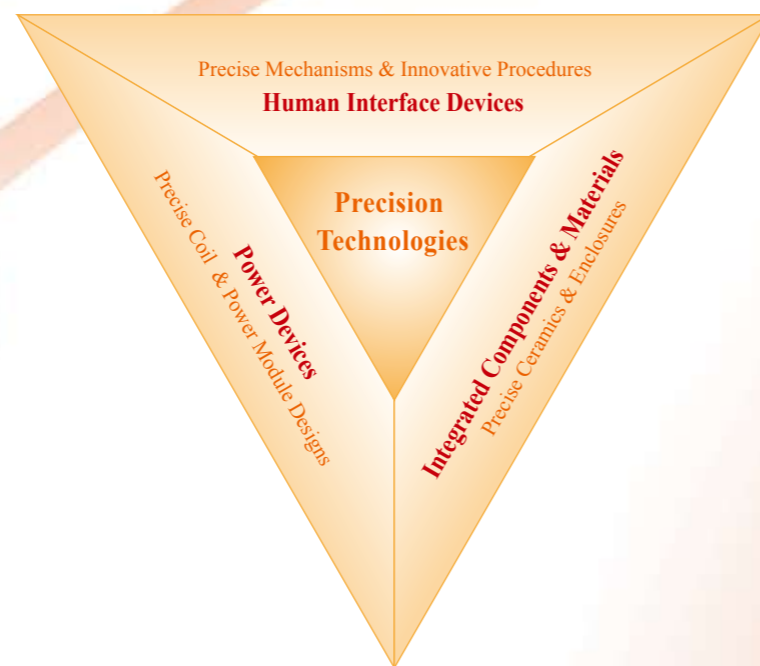 Precise Mechanisms & Innovative Procedures
Human Interface Devices
Precision
Technologies
Power Devices
Precise Coil & Power Module Designs
Integrated Components & Materials
Precise Ceramics & Enclosures